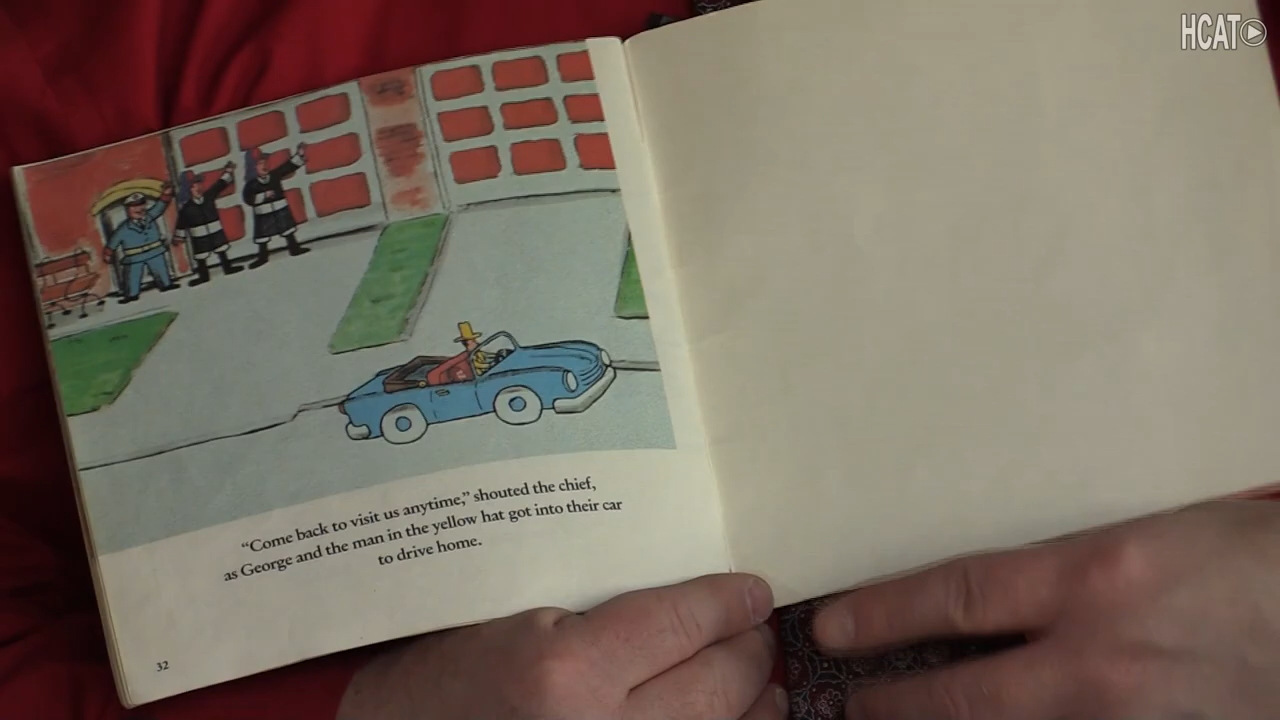 HCAT
"Come back to visit us anytime," shouted the chief,
as George and the man in the yellow hat got into their car
to drive home.
32